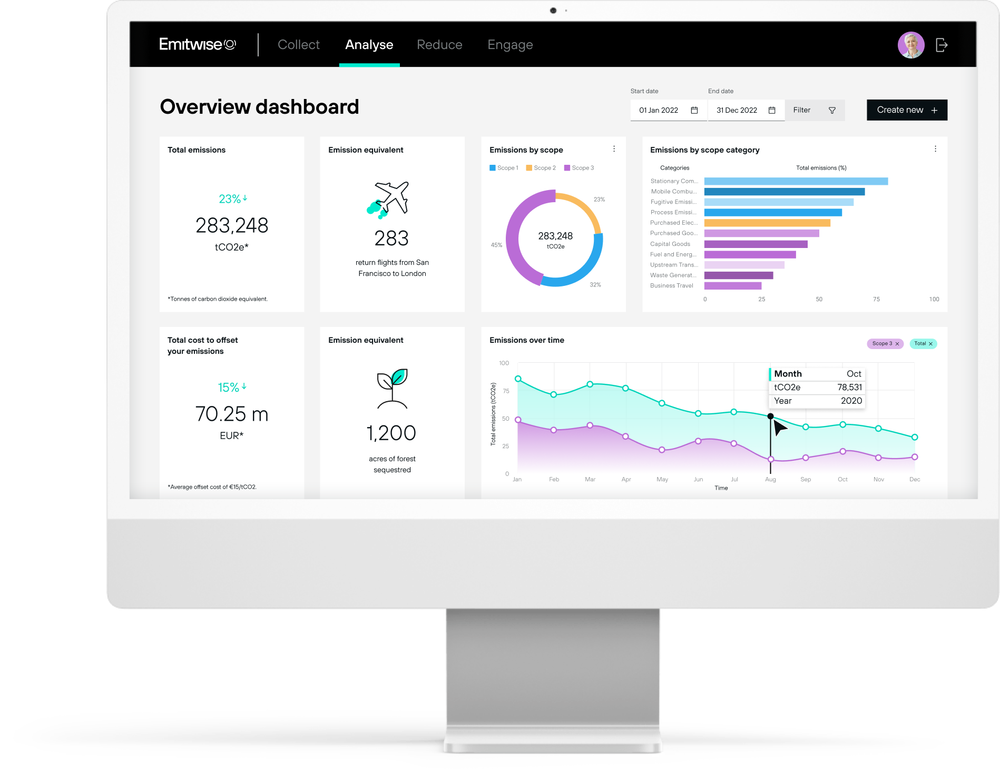 Emitwise
Collect
Analyse
Reduce
Engage
Overview dashboard
Start date
End date
01 Jan 2022
31 Dec 2022
Filter
Create new +
Total emissions
23%↓
283,248
tCO2e*
*Tonnes of carbon dioxide equivalent.
Emission equivalent
283
return flights from San
Francisco to London
Emissions by scope
Scope 1
Scope 2
Scope 3
23%
45%
283,248
tCO2e
32%
Emissions by scope category
Categories
Total emissions (%)
Stationary Com...
Mobile Combu...
Fugitive Emissi...
Process Emissi...
Purchased Elec...
Purchased Goo...
Capital Goods
Fuel and Energ...
Upstream Trans...
Waste Generat...
Business Travel
0 25 50 75 100
Total cost to offset
your emissions
15%↓
70.25 m
EUR*
*Average offset cost of €15/tCO2.
Emission equivalent
1,200
acres of forest
sequestred
Emissions over time
Scope 3 ×
Total ×
Total emissions (tCO2e)
100
75
50
25
0
Month Oct
tCO2e 78,531
Year 2020
Jan Feb Mar Apr May Jun Jul Aug Sep Oct Nov Dec
Time